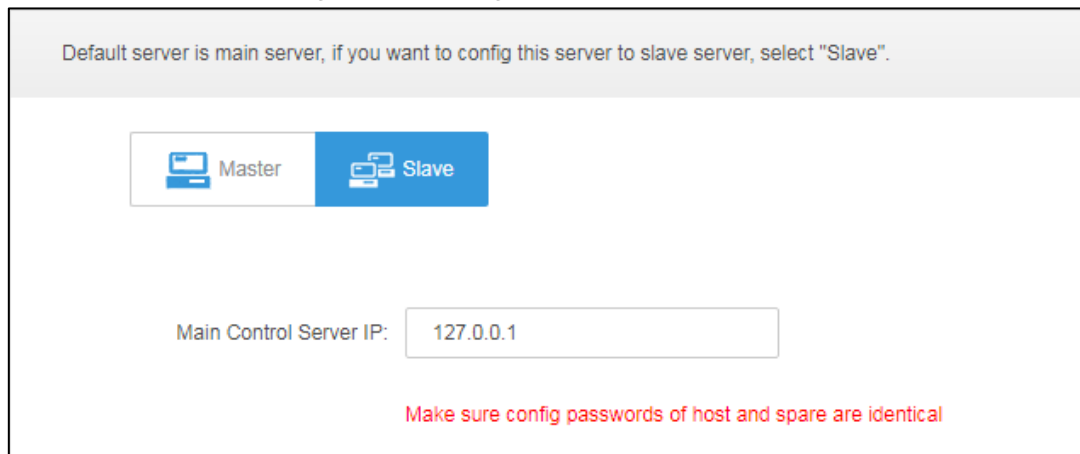 Default server is main server, if you want to config this server to slave server, select "Slave".
Master Slave
Main Control Server IP: 127.0.0.1
Make sure config passwords of host and spare are identical